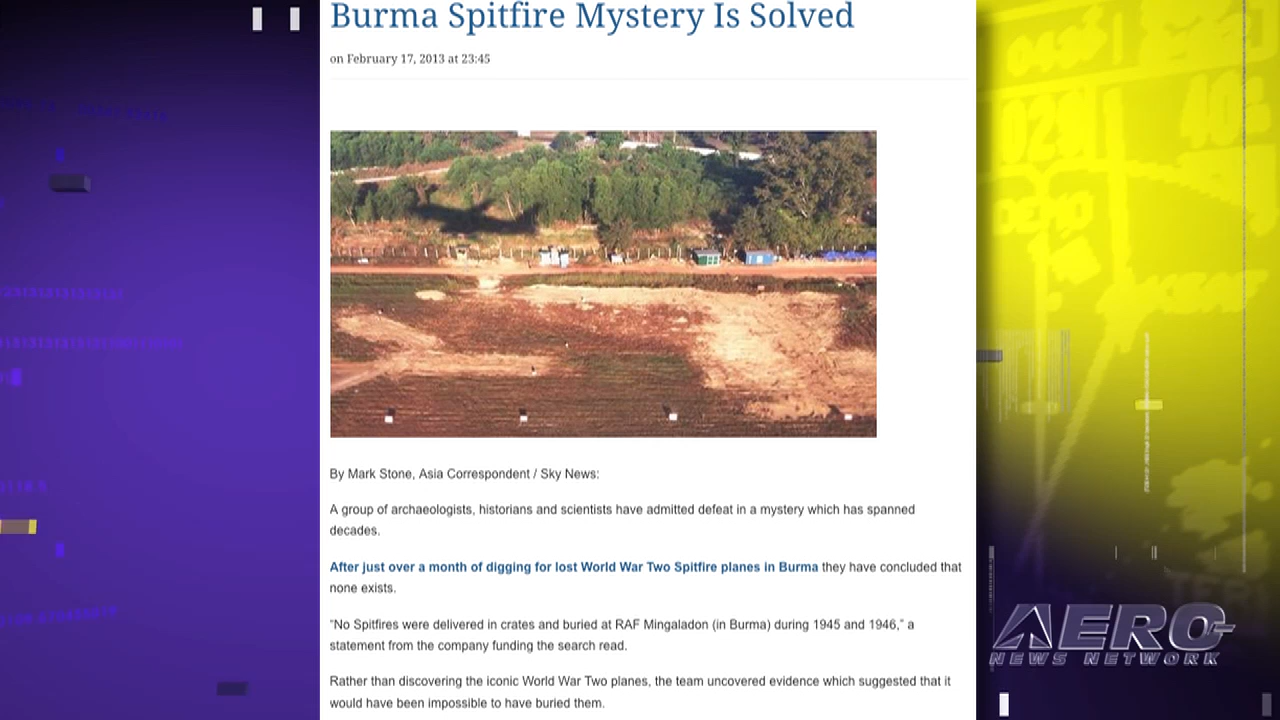 Burma Spitfire Mystery Is Solved
on February 17, 2013 at 23:45
By Mark Stone, Asia Correspondent / Sky News:
A group of archaeologists, historians and scientists have admitted defeat in a mystery which has spanned
decades.
After just over a month of digging for lost World War Two Spitfire planes in Burma they have concluded that
none exists.
“No Spitfires were delivered in crates and buried at RAF Mingaladon (in Burma) during 1945 and 1946,” a
statement from the company funding the search read.
Rather than discovering the iconic World War Two planes, the team uncovered evidence which suggested that it
would have been impossible to have buried them.
029
40
DEMO
AERO
NEWS NETWORK